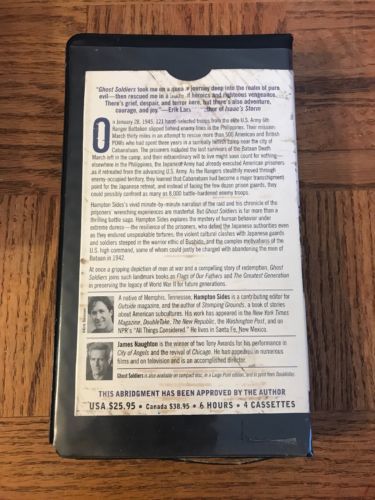 "Ghost Soldiers took me on a journey deep into the realm of pure
evil—then rescued me in a of heroics and righteous vengeance.
There's grief, despair, and terror here, but there's also adventure,
courage, and joy."—Erik Lar of Isaac's Storm
On January 28, 1945, 121 hand-selected troops from the elite U.S. Army 6th
Ranger Battalion slipped behind enemy lines in the Philippines. Their mission:
March thirty miles in an attempt to rescue more than 500 American and British
POWs who had spent three years in a camp near the city of
Cabanatuan. The prisoners included the last survivors of the Bataan Death
March left in the camp, and their extraordinary will to live might soon count for nothing—
elsewhere in the Philippines, the Japanese Army had already executed American prisoners
as it retreated from the advancing U.S. Army. As the Rangers stealthily moved through
enemy-occupied territory, they learned that Cabanatuan had become a major transshipment
point for the Japanese retreat, and instead of facing the few dozen prison guards, they
could possibly confront as many as 8,000 battle-hardened enemy troops.
Hampton Sides's vivid minute-by-minute narration of the raid and his chronicle of the
prisoners' wrenching experiences are masterful. But Ghost Soldiers is far more than a
thrilling battle saga. Hampton Sides explores the mystery of human behavior under
extreme duress—the resilience of the prisoners, who defied the Japanese authorities even
as they endured unspeakable tortures, the violent cultural clashes with Japanese guards
and soldiers steeped in the warrior ethic of Bushido, and the complex motivations of the
U.S. high command, some of whom could justly be charged with abandoning the men of
Bataan in 1942.
At once a gripping depiction of men at war and a compelling story of redemption, Ghost
Soldiers joins such landmark books as Flags of Our Fathers and The Greatest Generation
in preserving the legacy of World War II for future generations.
A native of Memphis, Tennessee, Hampton Sides is a contributing editor for
Outside magazine, and the author of Stomping Grounds, a book of stories
about American subcultures. His work has appeared in the New York Times
Magazine, DoubleTake, The New Republic, the Washington Post, and on
NPR's "All Things Considered." He lives in Santa Fe, New Mexico.
James Naughton is the winner of two Tony Awards for his performance in
City of Angels and the revival of Chicago. He has appeared in numerous
films and on television and is an accomplished director.
Ghost Soldiers is also available on compact disc, in a Large Print edition, and in print from Doubleday.
THIS ABRIDGMENT HAS BEEN APPROVED BY THE AUTHOR
USA $25.95 • Canada $38.95 • 6 HOURS • 4 CASSETTES